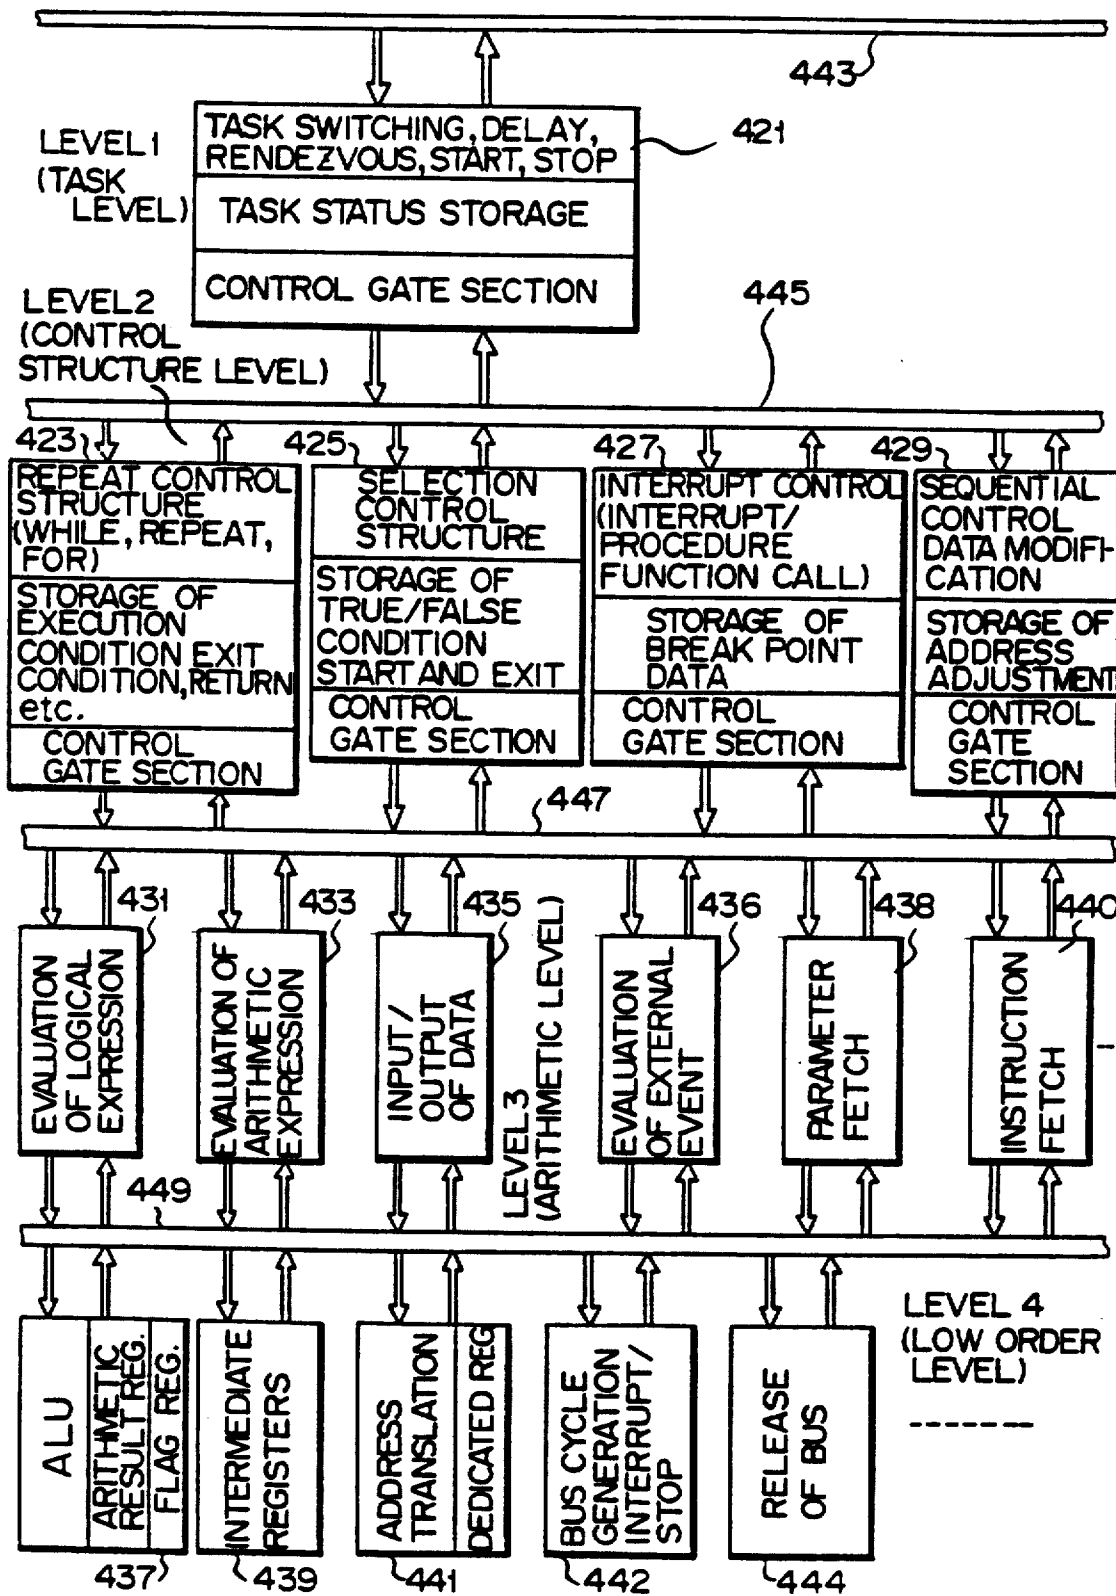 443
LEVEL 1
(TASK
LEVEL)
TASK SWITCHING, DELAY,
RENDEZVOUS, START, STOP
421
TASK STATUS STORAGE
CONTROL GATE SECTION
LEVEL 2
(CONTROL
STRUCTURE LEVEL)
445
423
REPEAT CONTROL
STRUCTURE
(WHILE, REPEAT,
FOR)
STORAGE OF
EXECUTION
CONDITION EXIT
CONDITION, RETURN
etc.
CONTROL
GATE SECTION
425
SELECTION
CONTROL
STRUCTURE
STORAGE OF
TRUE/FALSE
CONDITION
START AND EXIT
CONTROL
GATE SECTION
427
INTERRUPT CONTROL
(INTERRUPT/
PROCEDURE
FUNCTION CALL)
STORAGE OF
BREAK POINT
DATA
CONTROL
GATE SECTION
429
SEQUENTIAL
CONTROL
DATA MODIFI-
CATION
STORAGE OF
ADDRESS
ADJUSTMENT
CONTROL
GATE
SECTION
447
431
EVALUATION
OF LOGICAL
EXPRESSION
433
EVALUATION OF
ARITHMETIC
EXPRESSION
435
INPUT/
OUTPUT
OF DATA
LEVEL 3
(ARITHMETIC LEVEL)
436
EVALUATION
OF EXTERNAL
EVENT
438
PARAMETER
FETCH
440
INSTRUCTION
FETCH
449
ALU
ARITHMETIC
RESULT REG.
FLAG REG.
437
INTERMEDIATE
REGISTERS
439
ADDRESS
TRANSLATION
DEDICATED REG
441
BUS CYCLE
GENERATION
INTERRUPT/
STOP
442
RELEASE
OF BUS
444
LEVEL 4
(LOW ORDER
LEVEL)